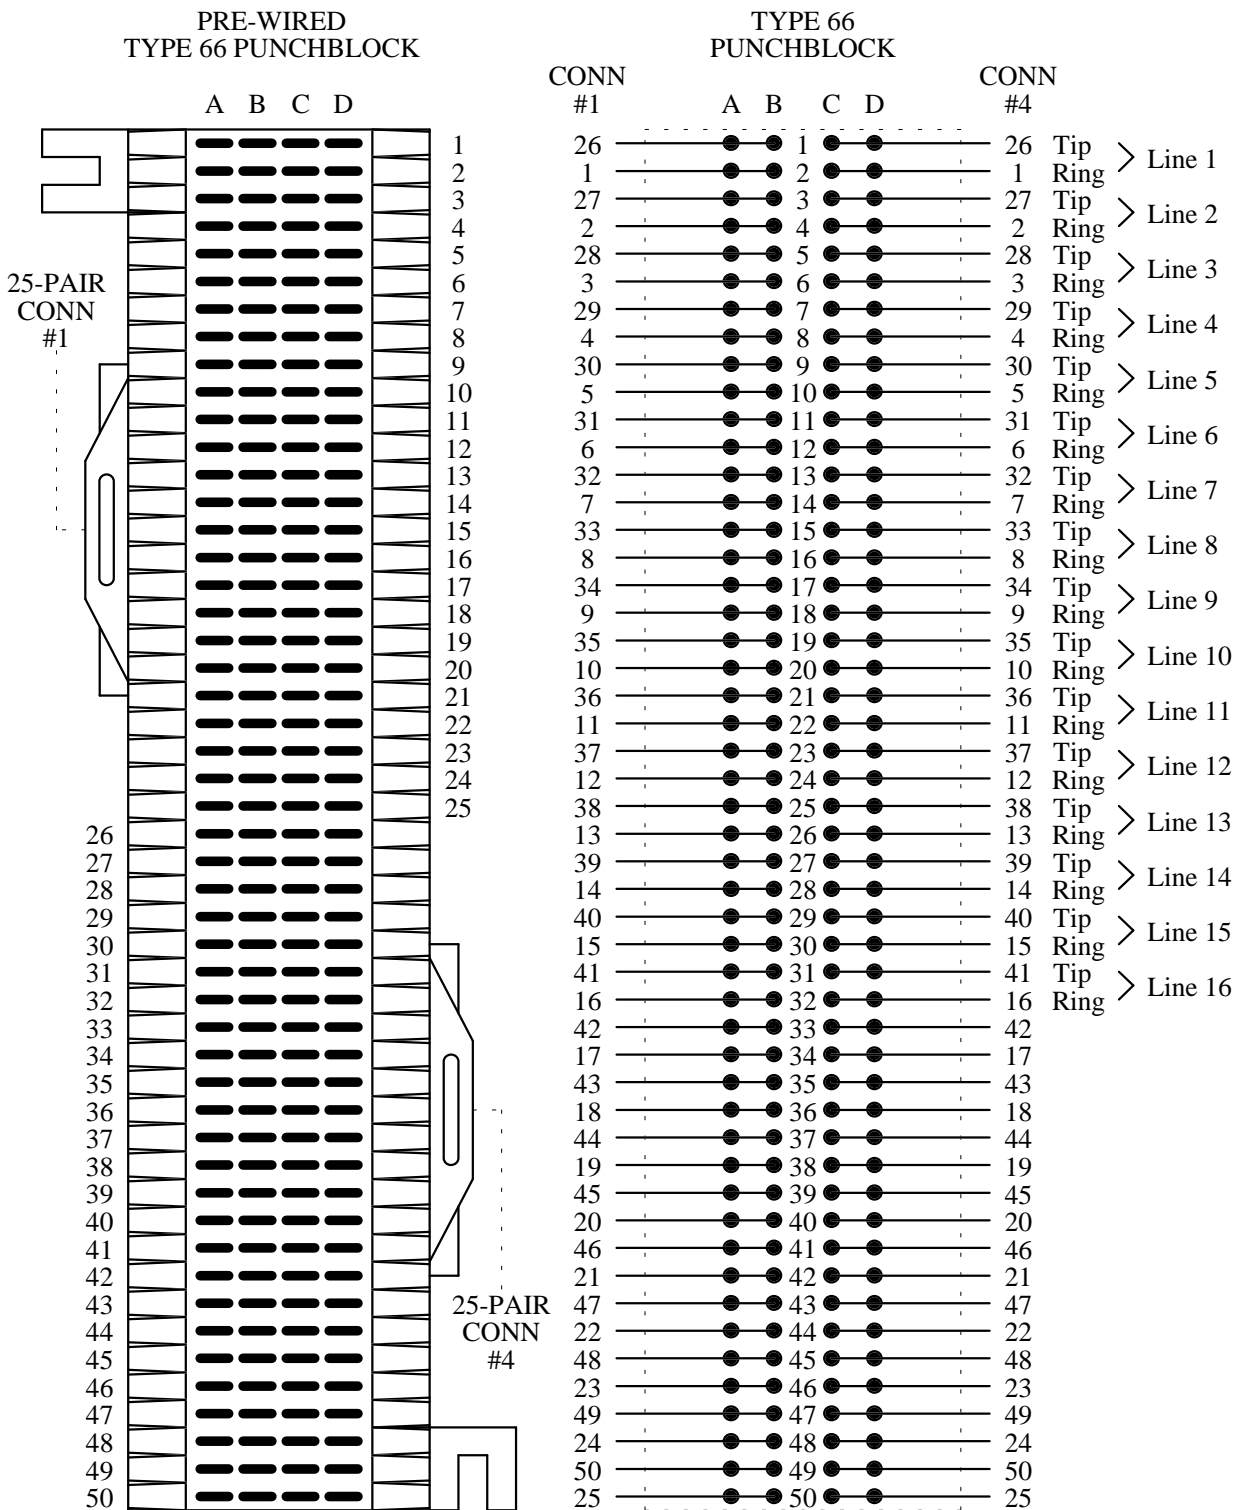 PRE-WIRED
TYPE 66 PUNCHBLOCK
TYPE 66
PUNCHBLOCK
CONN
#1
CONN
#4
A B C D
A B C D
1 26 1 26 Tip
Line 1
2 1 2 1 Ring
3 27 3 27 Tip
Line 2
4 2 4 2 Ring
5 28 5 28 Tip
Line 3
6 3 6 3 Ring
25-PAIR
CONN
#1
7 29 7 29 Tip
Line 4
8 4 8 4 Ring
9 30 9 30 Tip
Line 5
10 5 10 5 Ring
11 31 11 31 Tip
Line 6
12 6 12 6 Ring
13 32 13 32 Tip
Line 7
14 7 14 7 Ring
15 33 15 33 Tip
Line 8
16 8 16 8 Ring
17 34 17 34 Tip
Line 9
18 9 18 9 Ring
19 35 19 35 Tip
Line 10
20 10 20 10 Ring
21 36 21 36 Tip
Line 11
22 11 22 11 Ring
23 37 23 37 Tip
Line 12
24 12 24 12 Ring
25 38 25 38 Tip
Line 13
26 13 26 13 Ring
27 39 27 39 Tip
Line 14
28 14 28 14 Ring
29 40 29 40 Tip
Line 15
30 15 30 15 Ring
31 41 31 41 Tip
Line 16
32 16 32 16 Ring
33 42 33 42
34 17 34 17
35 43 35 43
36 18 36 18
37 44 37 44
38 19 38 19
39 45 39 45
40 20 40 20
41 46 41 46
42 21 42 21
43 47 43 47
25-PAIR
CONN
#4
44 22 44 22
45 48 45 48
46 23 46 23
47 49 47 49
48 24 48 24
49 50 49 50
50 25 50 25